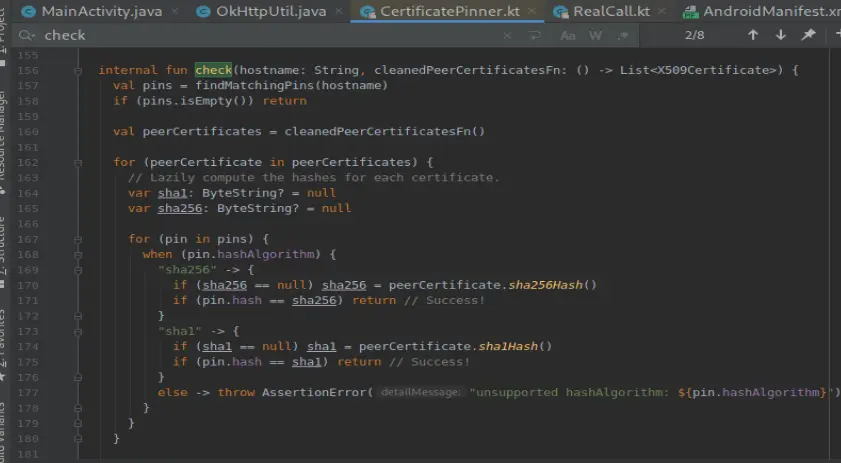 MainActivity.java × OkHttpUtil.java × CertificatePinner.kt × RealCall.kt × AndroidManifest.xm
check × Aa W .* 2/8
155
156 internal fun check(hostname: String, cleanedPeerCertificatesFn: () -> List<X509Certificate>) {
157 val pins = findMatchingPins(hostname)
158 if (pins.isEmpty()) return
159
160 val peerCertificates = cleanedPeerCertificatesFn()
161
162 for (peerCertificate in peerCertificates) {
163 // Lazily compute the hashes for each certificate.
164 var sha1: ByteString? = null
165 var sha256: ByteString? = null
166
167 for (pin in pins) {
168 when (pin.hashAlgorithm) {
169 "sha256" -> {
170 if (sha256 == null) sha256 = peerCertificate.sha256Hash()
171 if (pin.hash == sha256) return // Success!
172 }
173 "sha1" -> {
174 if (sha1 == null) sha1 = peerCertificate.sha1Hash()
175 if (pin.hash == sha1) return // Success!
176 }
177 else -> throw AssertionError( detailMessage: "unsupported hashAlgorithm: ${pin.hashAlgorithm}")
178 }
179 }
180 }
181
Resource Manager
Structure
Favorites
Variants